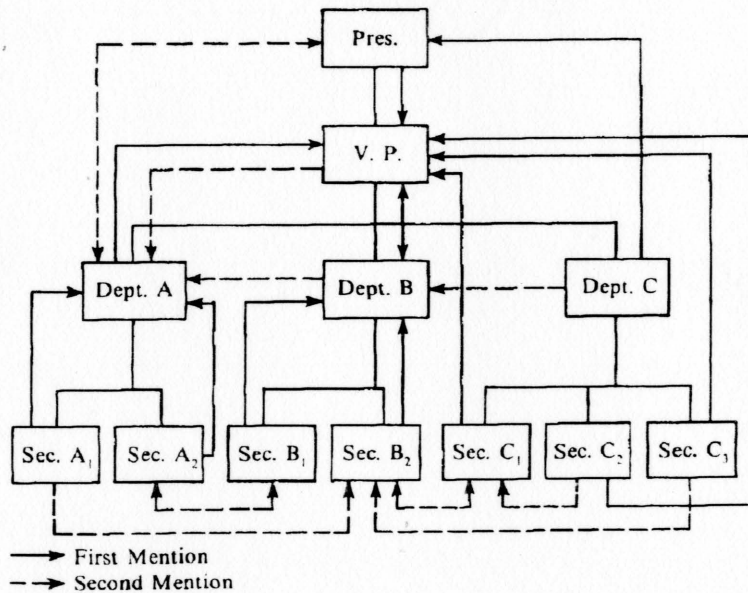 Pres.
V. P.
Dept. A
Dept. B
Dept. C
Sec. A₁
Sec. A₂
Sec. B₁
Sec. B₂
Sec. C₁
Sec. C₂
Sec. C₃
First Mention
Second Mention